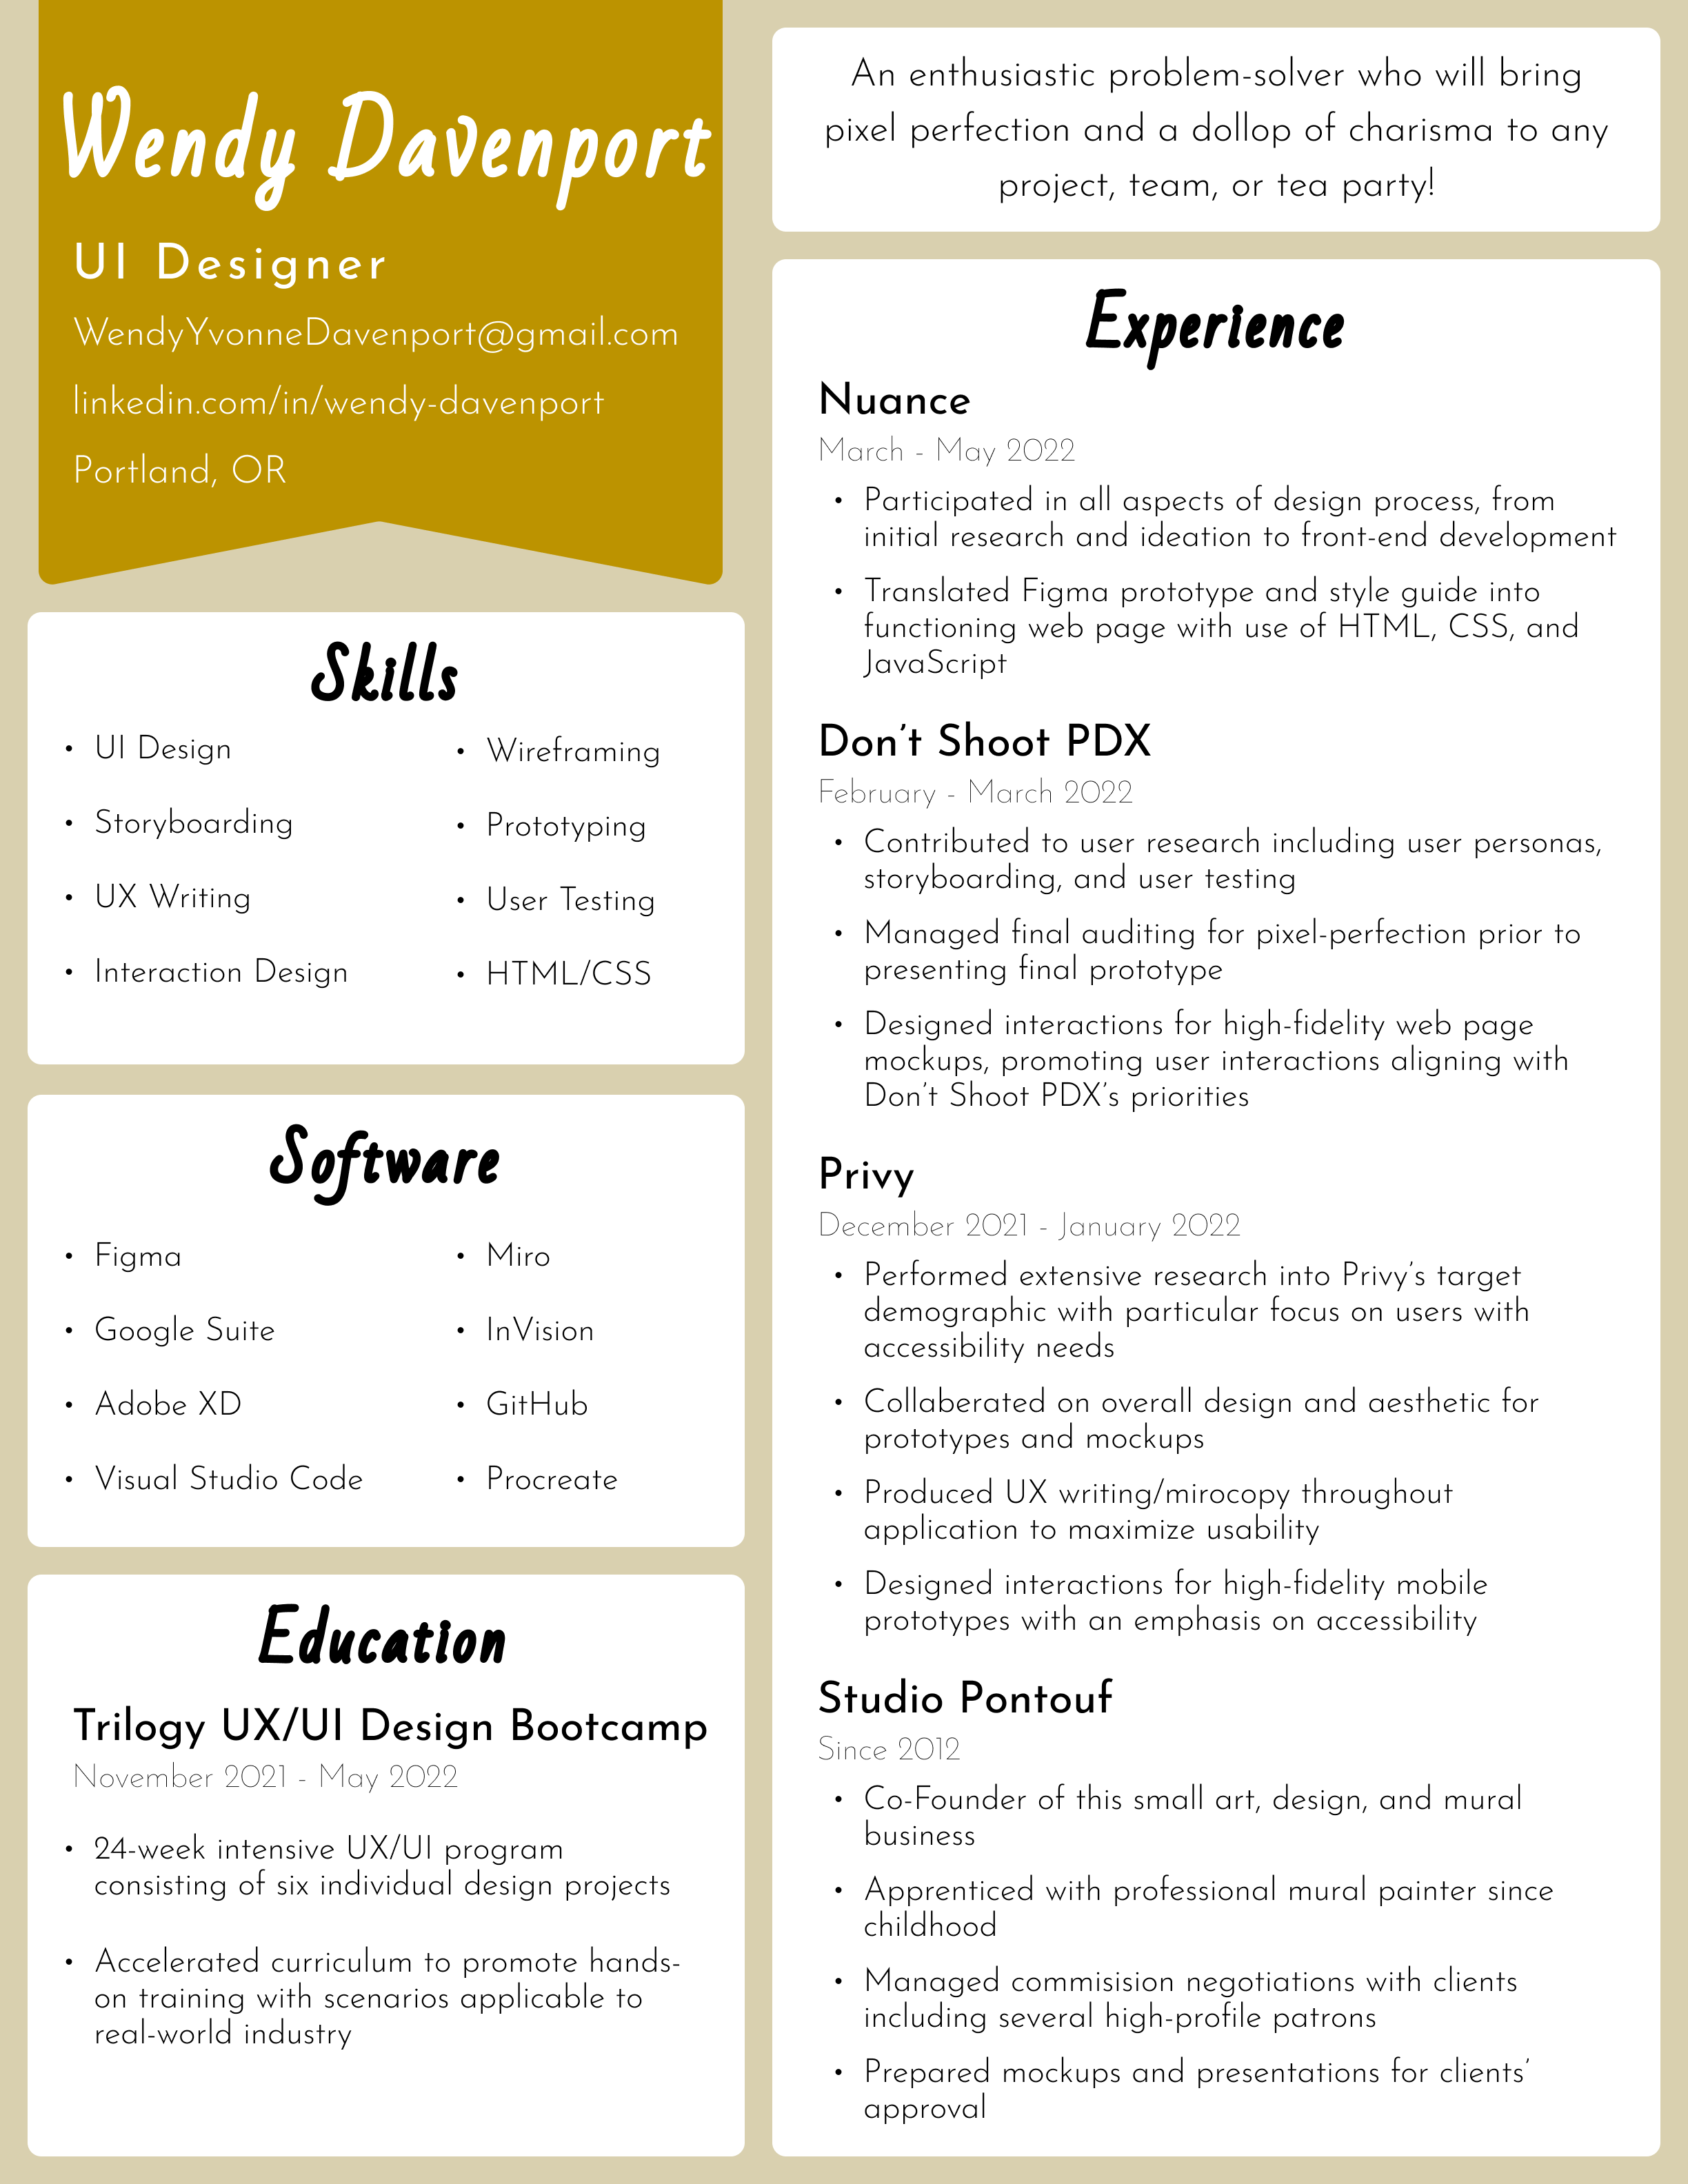 Wendy Davenport
UI Designer
WendyYvonneDavenport@gmail.com
linkedin.com/in/wendy-davenport
Portland, OR
Skills
• UI Design
• Storyboarding
• UX Writing
• Interaction Design
• Wireframing
• Prototyping
• User Testing
• HTML/CSS
Software
• Figma
• Google Suite
• Adobe XD
• Visual Studio Code
• Miro
• InVision
• GitHub
• Procreate
Education
Trilogy UX/UI Design Bootcamp
November 2021 - May 2022
• 24-week intensive UX/UI program
consisting of six individual design projects
• Accelerated curriculum to promote hands-
on training with scenarios applicable to
real-world industry
An enthusiastic problem-solver who will bring
pixel perfection and a dollop of charisma to any
project, team, or tea party!
Experience
Nuance
March - May 2022
• Participated in all aspects of design process, from
initial research and ideation to front-end development
• Translated Figma prototype and style guide into
functioning web page with use of HTML, CSS, and
JavaScript
Don’t Shoot PDX
February - March 2022
• Contributed to user research including user personas,
storyboarding, and user testing
• Managed final auditing for pixel-perfection prior to
presenting final prototype
• Designed interactions for high-fidelity web page
mockups, promoting user interactions aligning with
Don’t Shoot PDX’s priorities
Privy
December 2021 - January 2022
• Performed extensive research into Privy’s target
demographic with particular focus on users with
accessibility needs
• Collaberated on overall design and aesthetic for
prototypes and mockups
• Produced UX writing/mirocopy throughout
application to maximize usability
• Designed interactions for high-fidelity mobile
prototypes with an emphasis on accessibility
Studio Pontouf
Since 2012
• Co-Founder of this small art, design, and mural
business
• Apprenticed with professional mural painter since
childhood
• Managed commisision negotiations with clients
including several high-profile patrons
• Prepared mockups and presentations for clients’
approval